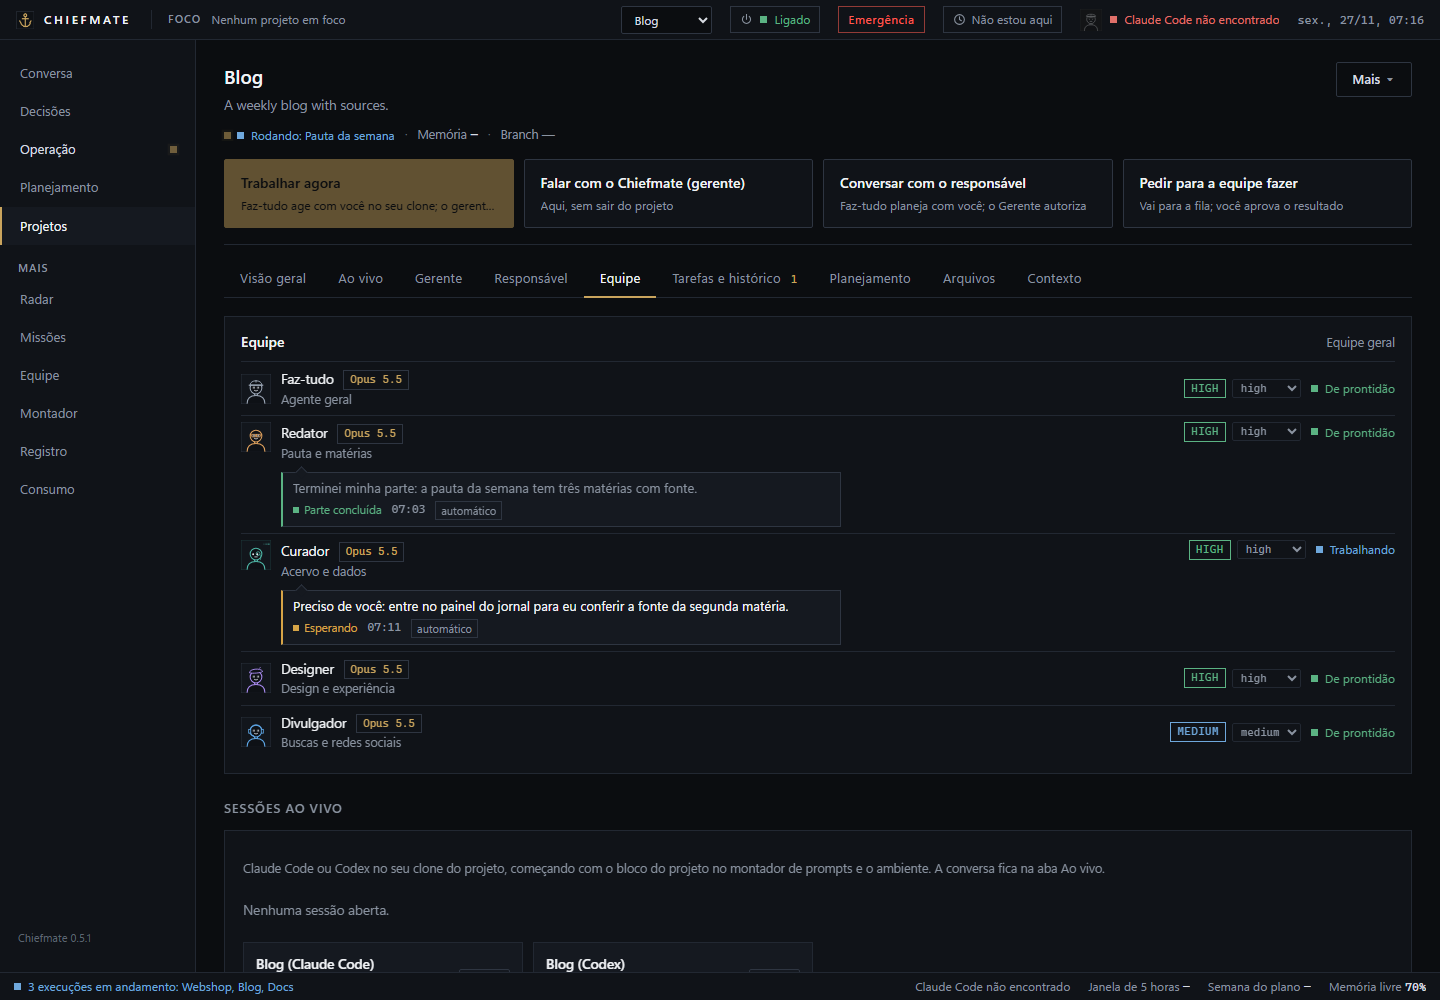 CHIEFMATE
FOCO Nenhum projeto em foco
Blog
Ligado
Emergência
Não estou aqui
Claude Code não encontrado
sex., 27/11, 07:16
Conversa
Decisões
Operação
Planejamento
Projetos
MAIS
Radar
Missões
Equipe
Montador
Registro
Consumo
Chiefmate 0.5.1
Blog
Mais
A weekly blog with sources.
Rodando: Pauta da semana · Memória — · Branch —
Trabalhar agora
Faz-tudo age com você no seu clone; o gerent...
Falar com o Chiefmate (gerente)
Aqui, sem sair do projeto
Conversar com o responsável
Faz-tudo planeja com você; o Gerente autoriza
Pedir para a equipe fazer
Vai para a fila; você aprova o resultado
Visão geral
Ao vivo
Gerente
Responsável
Equipe
Tarefas e histórico 1
Planejamento
Arquivos
Contexto
Equipe
Equipe geral
Faz-tudo Opus 5.5
Agente geral
HIGH high De prontidão
Redator Opus 5.5
Pauta e matérias
HIGH high De prontidão
Terminei minha parte: a pauta da semana tem três matérias com fonte.
Parte concluída 07:03 automático
Curador Opus 5.5
Acervo e dados
HIGH high Trabalhando
Preciso de você: entre no painel do jornal para eu conferir a fonte da segunda matéria.
Esperando 07:11 automático
Designer Opus 5.5
Design e experiência
HIGH high De prontidão
Divulgador Opus 5.5
Buscas e redes sociais
MEDIUM medium De prontidão
SESSÕES AO VIVO
Claude Code ou Codex no seu clone do projeto, começando com o bloco do projeto no montador de prompts e o ambiente. A conversa fica na aba Ao vivo.
Nenhuma sessão aberta.
Blog (Claude Code)
Blog (Codex)
3 execuções em andamento: Webshop, Blog, Docs
Claude Code não encontrado
Janela de 5 horas —
Semana do plano —
Memória livre 70%